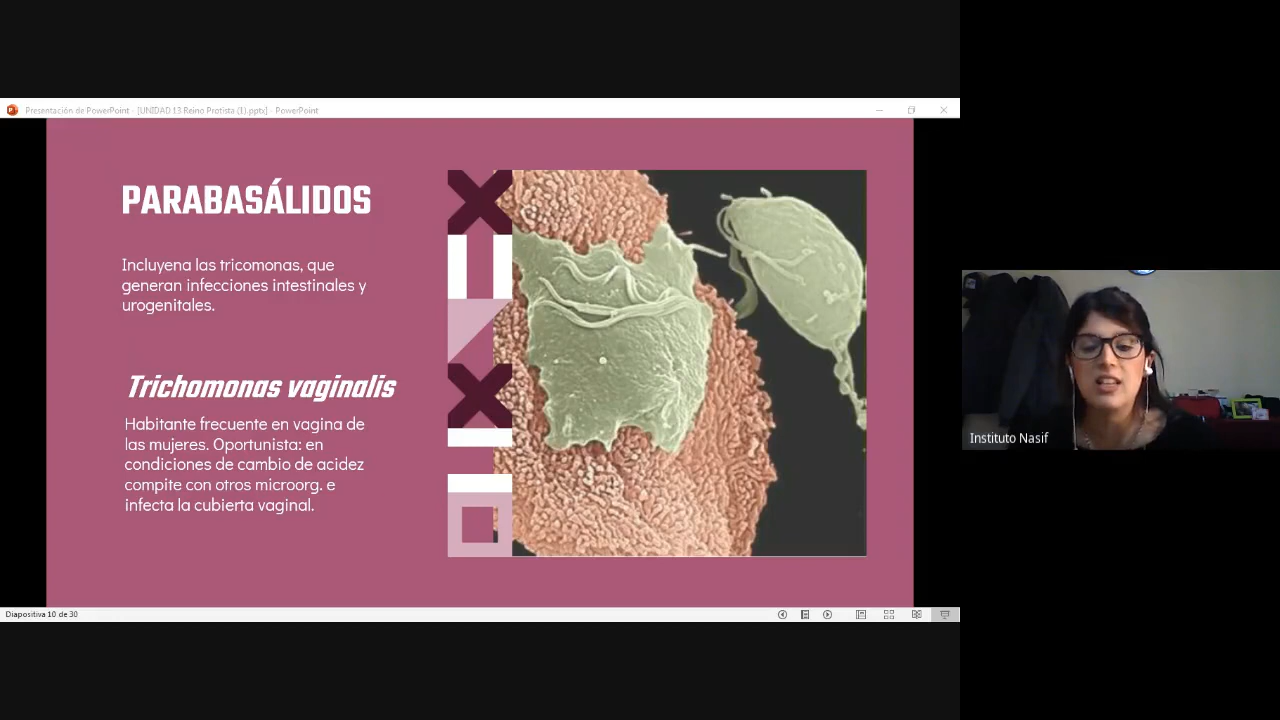 Presentación de PowerPoint - [UNIDAD 13 Reino Protista (1).pptx] - PowerPoint
PARABASÁLIDOS
Incluyena las tricomonas, que
generan infecciones intestinales y
urogenitales.
Trichomonas vaginalis
Habitante frecuente en vagina de
las mujeres. Oportunista: en
condiciones de cambio de acidez
compite con otros microorg. e
infecta la cubierta vaginal.
Instituto Nasif
Diapositiva 10 de 30